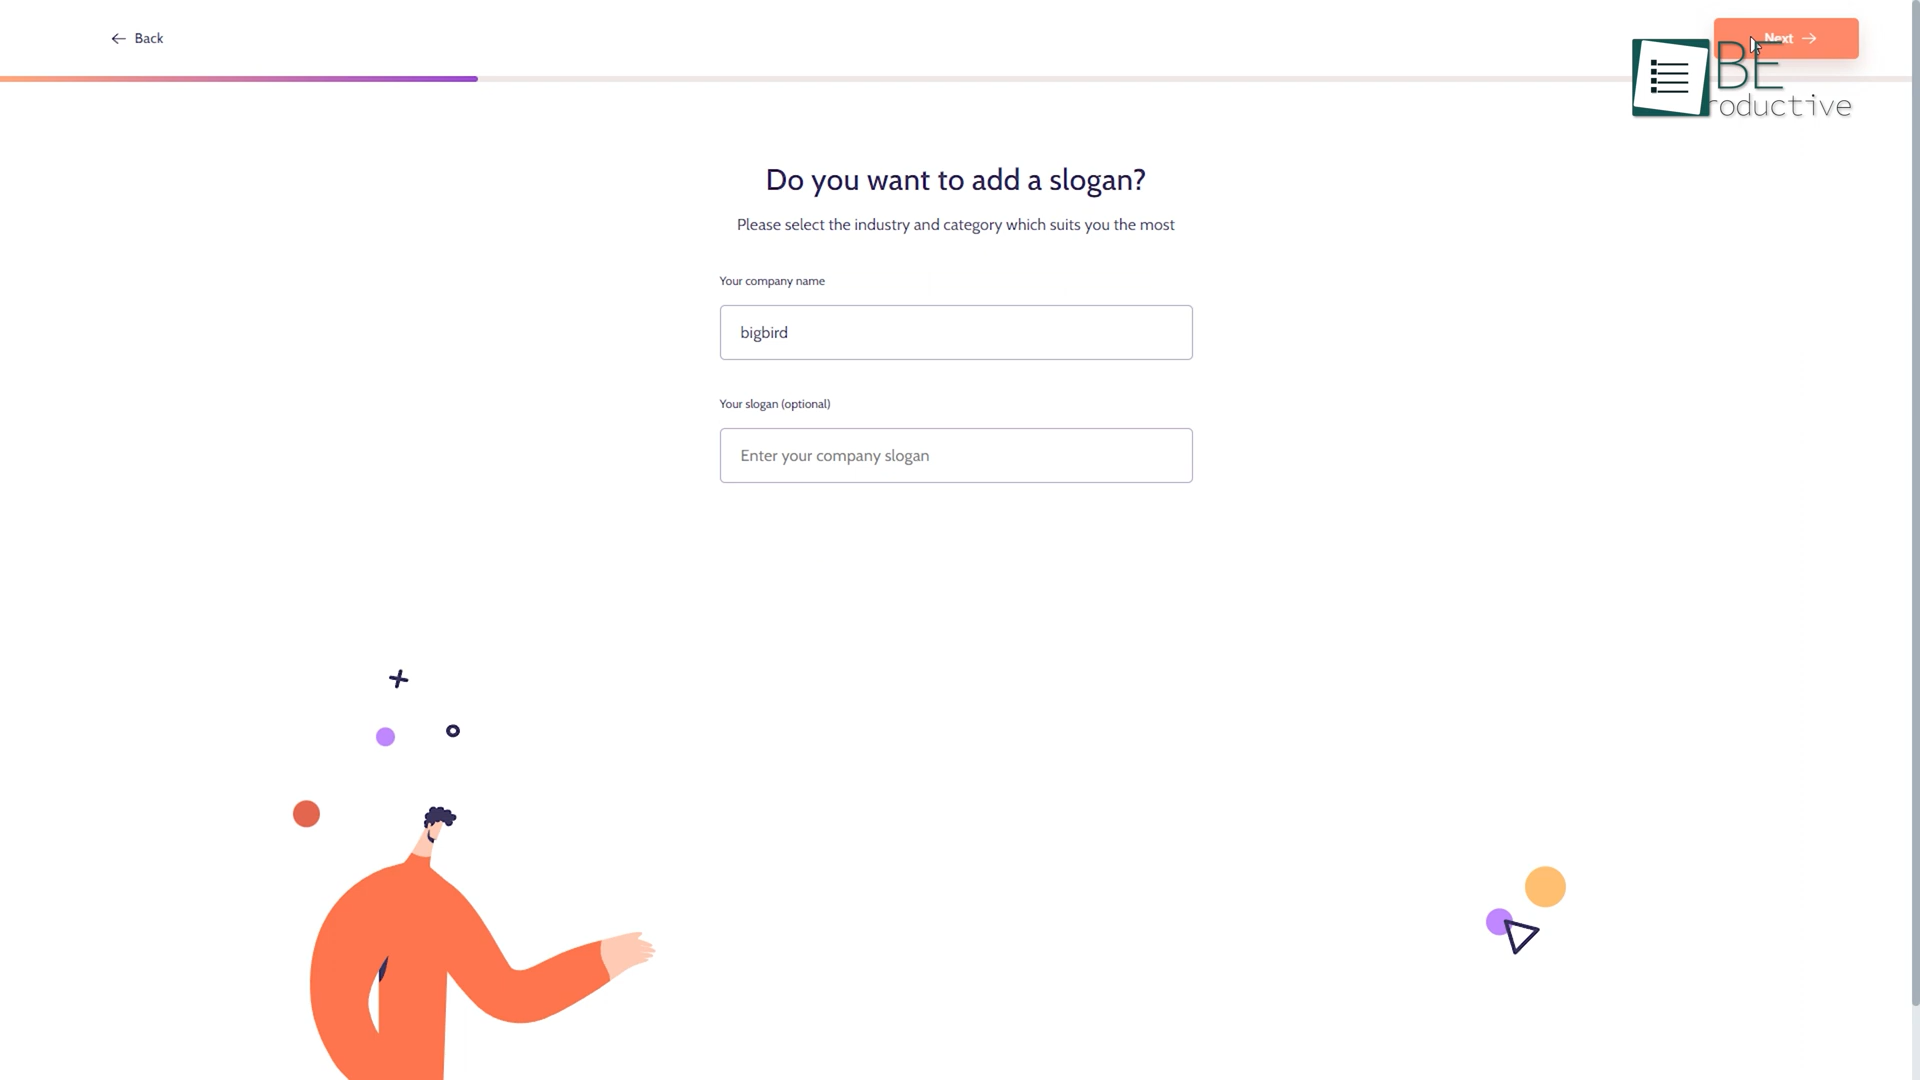 Back
Next
BE
roductive
Do you want to add a slogan?
Please select the industry and category which suits you the most
Your company name
bigbird
Your slogan (optional)
Enter your company slogan